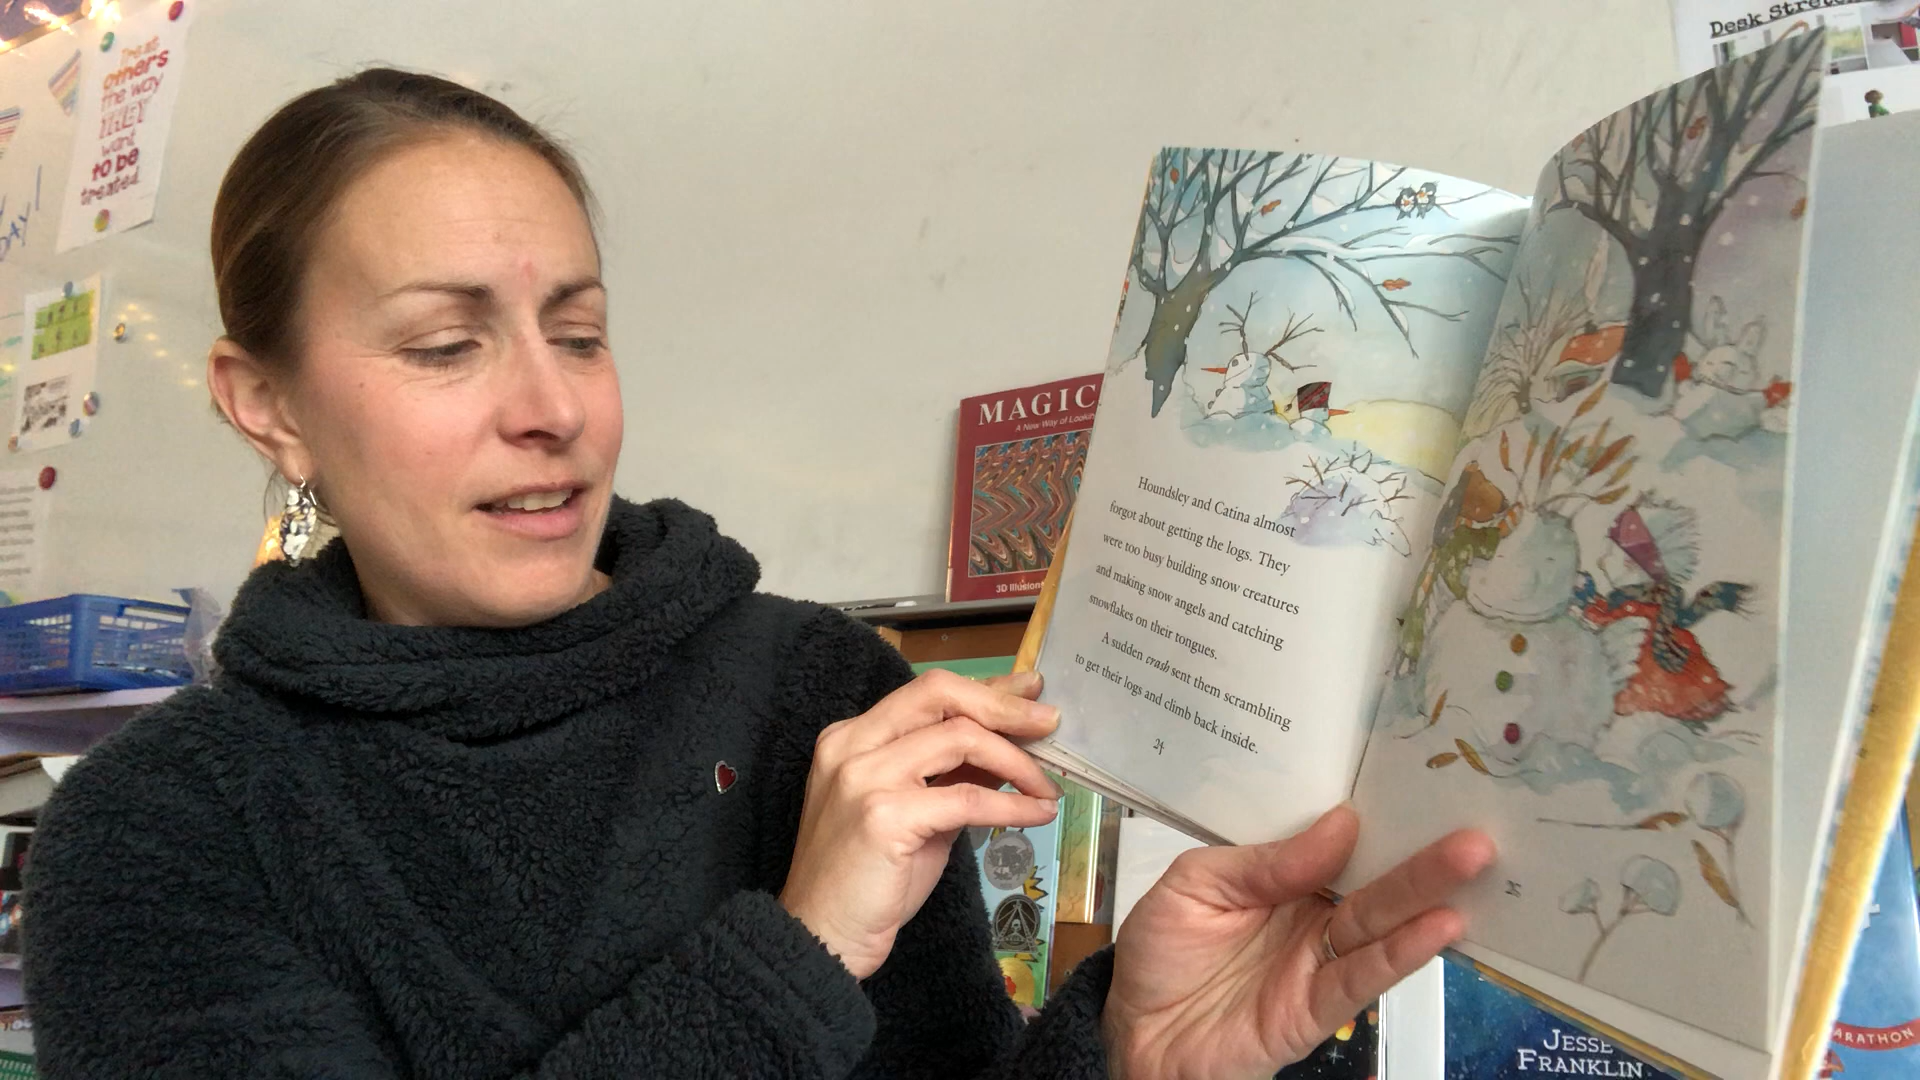 Treat
others
the way
THEY
want
to be
treated.
DAY!
Desk Stretch
MAGIC
A New Way of Looking
3D Illusions
Houndsley and Catina almost
forgot about getting the logs. They
were too busy building snow creatures
and making snow angels and catching
snowflakes on their tongues.
A sudden crash sent them scrambling
to get their logs and climb back inside.
24
25
JESSE
FRANKLIN
ARATHON